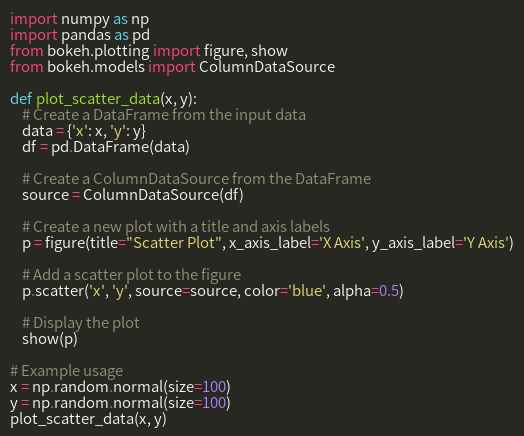 import numpy as np
import pandas as pd
from bokeh.plotting import figure, show
from bokeh.models import ColumnDataSource

def plot_scatter_data(x, y):
    # Create a DataFrame from the input data
    data = {'x': x, 'y': y}
    df = pd.DataFrame(data)

    # Create a ColumnDataSource from the DataFrame
    source = ColumnDataSource(df)

    # Create a new plot with a title and axis labels
    p = figure(title="Scatter Plot", x_axis_label='X Axis', y_axis_label='Y Axis')

    # Add a scatter plot to the figure
    p.scatter('x', 'y', source=source, color='blue', alpha=0.5)

    # Display the plot
    show(p)

# Example usage
x = np.random.normal(size=100)
y = np.random.normal(size=100)
plot_scatter_data(x, y)